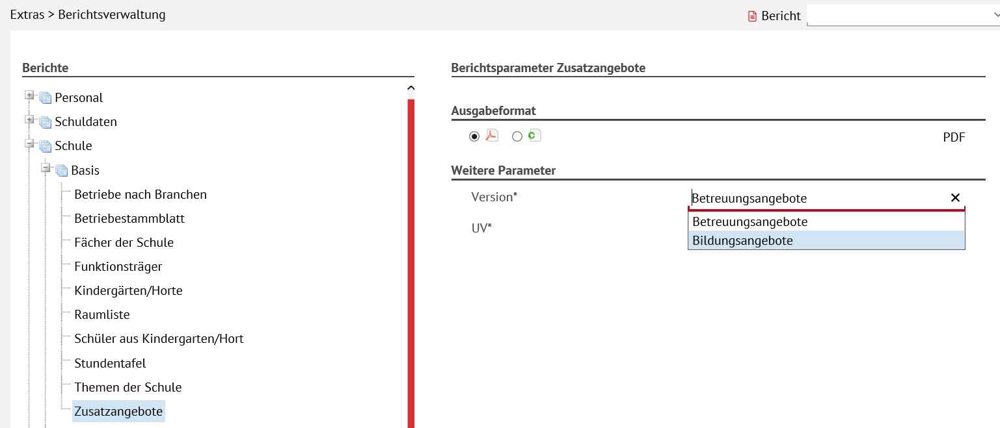 Extras > Berichtsverwaltung
Bericht
Berichte
Personal
Schuldaten
Schule
Basis
Betriebe nach Branchen
Betriebestammblatt
Fächer der Schule
Funktionsträger
Kindergärten/Horte
Raumliste
Schüler aus Kindergarten/Hort
Stundentafel
Themen der Schule
Zusatzangebote
Berichtsparameter Zusatzangebote
Ausgabeformat
PDF
Weitere Parameter
Version* Betreuungsangebote
Betreuungsangebote
UV*
Bildungsangebote